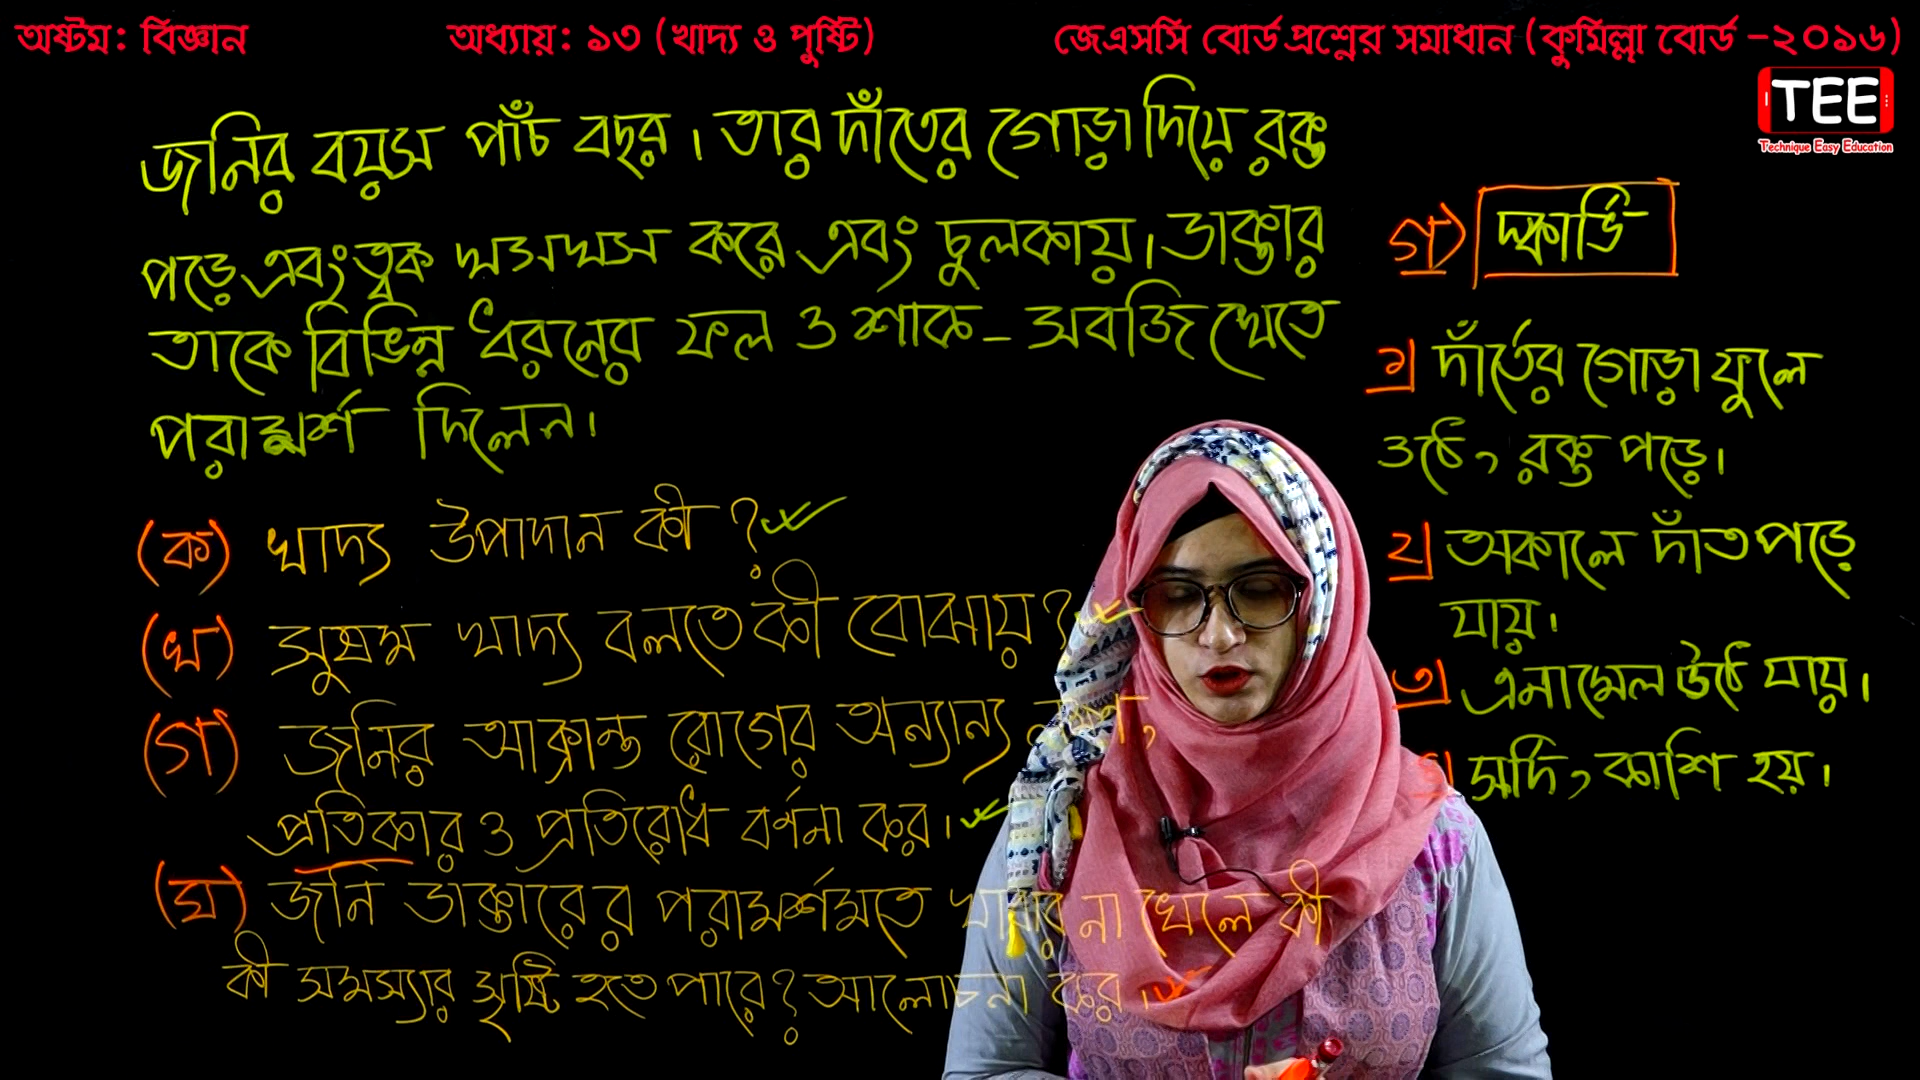 অষ্টম: বিজ্ঞান
অধ্যায়: ১৩ (খাদ্য ও পুষ্টি)
জেএসসি বোর্ড প্রশ্নের সমাধান (কুমিল্লা বোর্ড -২০১৬)
TEE
Technique Easy Education
জনির বয়স পাঁচ বছর। তার দাঁতের গোড়া দিয়ে রক্ত
পড়ে এবং ত্বক খসখস করে এবং চুলকায়। ডাক্তার
তাকে বিভিন্ন ধরনের ফল ও শাক-সবজি খেতে
পরামর্শ দিলেন।
(ক) খাদ্য উপাদান কী?
(খ) সুষম খাদ্য বলতে কী বোঝায়?
(গ) জনির আক্রান্ত রোগের অন্যান্য
প্রতিকার ও প্রতিরোধ বর্ণনা কর।
(ঘ) জনি ডাক্তারের পরামর্শমতে খাবার না খেলে কী
কী সমস্যার সৃষ্টি হতে পারে? আলোচনা কর।
গ) স্কার্ভি
১) দাঁতের গোড়া ফুলে
ওঠে, রক্ত পড়ে।
২) অকালে দাঁত পড়ে
যায়।
৩) এনামেল উঠে যায়।
সর্দি, কাশি হয়।